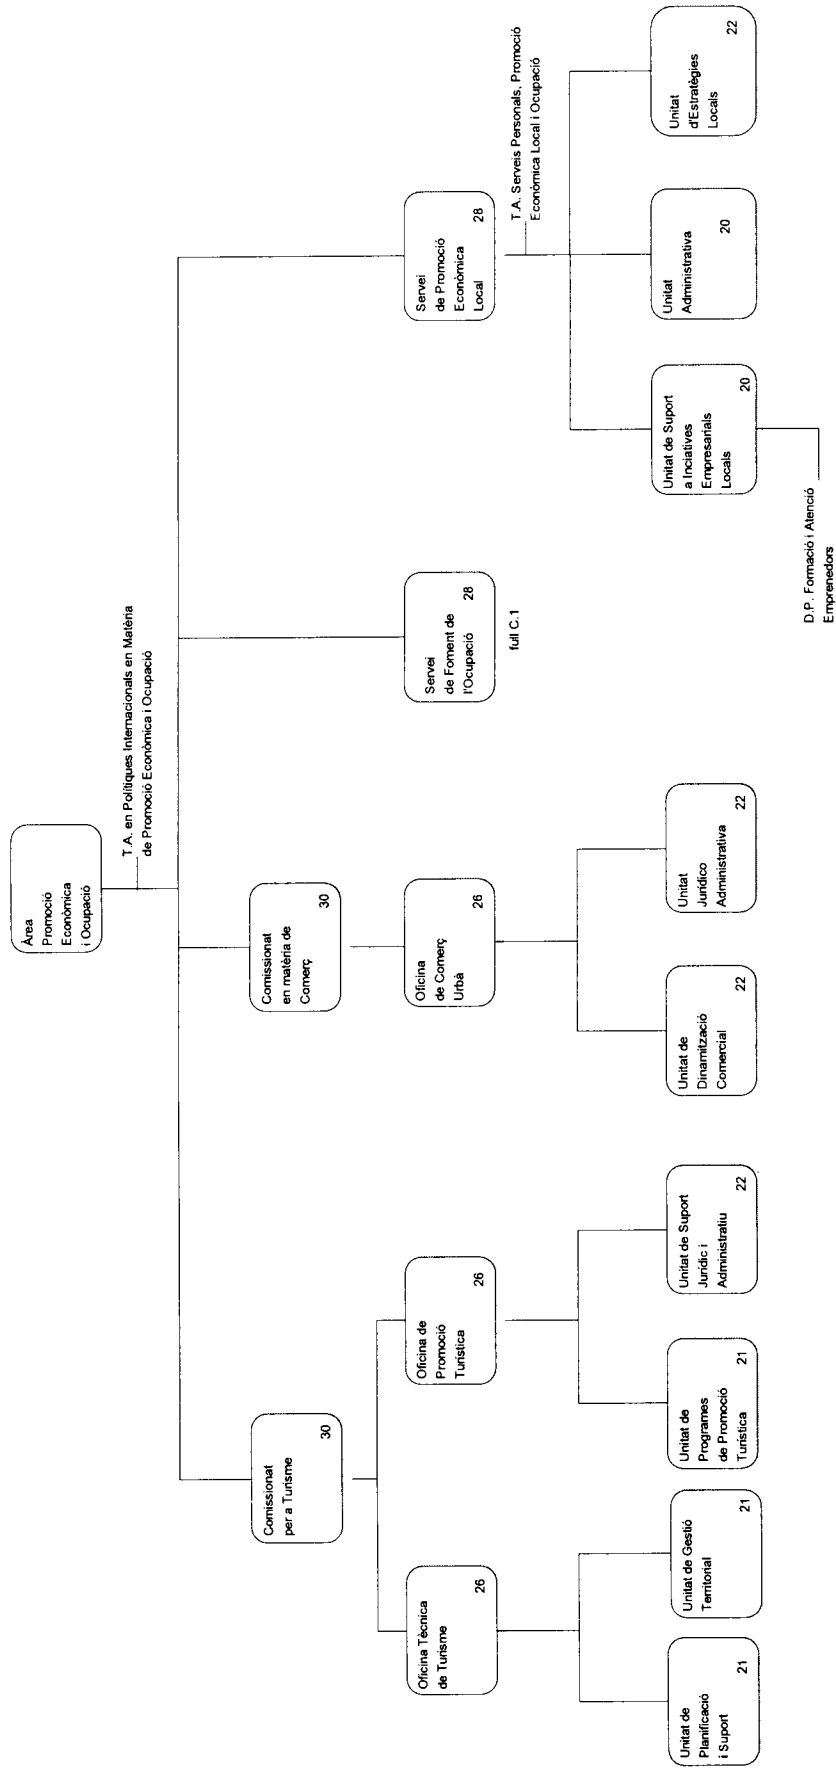 Àrea
Promoció
Econòmica
i Ocupació
T.A. en Polítiques Internacionals en Matèria
de Promoció Econòmica i Ocupació
Comissionat
per a Turisme
30
Comissionat
en matèria de
Comerç
30
Oficina Tècnica
de Turisme
26
Oficina de
Promoció
Turística
26
Oficina
de Comerç
Urbà
26
Servei
de Foment de
l'Ocupació
28
full C.1
Servei
de Promoció
Econòmica
Local
28
T.A. Serveis Personals, Promoció
Econòmica Local i Ocupació
Unitat de
Planificació
i Suport
21
Unitat de Gestió
Territorial
21
Unitat de
Programes
de Promoció
Turística
21
Unitat de Suport
Jurídic i
Administratiu
22
Unitat de
Dinamització
Comercial
22
Unitat
Jurídico
Administrativa
22
Unitat de Suport
a Inciatives
Empresarials
Locals
20
Unitat
Administrativa
20
Unitat
d'Estratègies
Locals
22
D.P. Formació i Atenció
Emprenedors